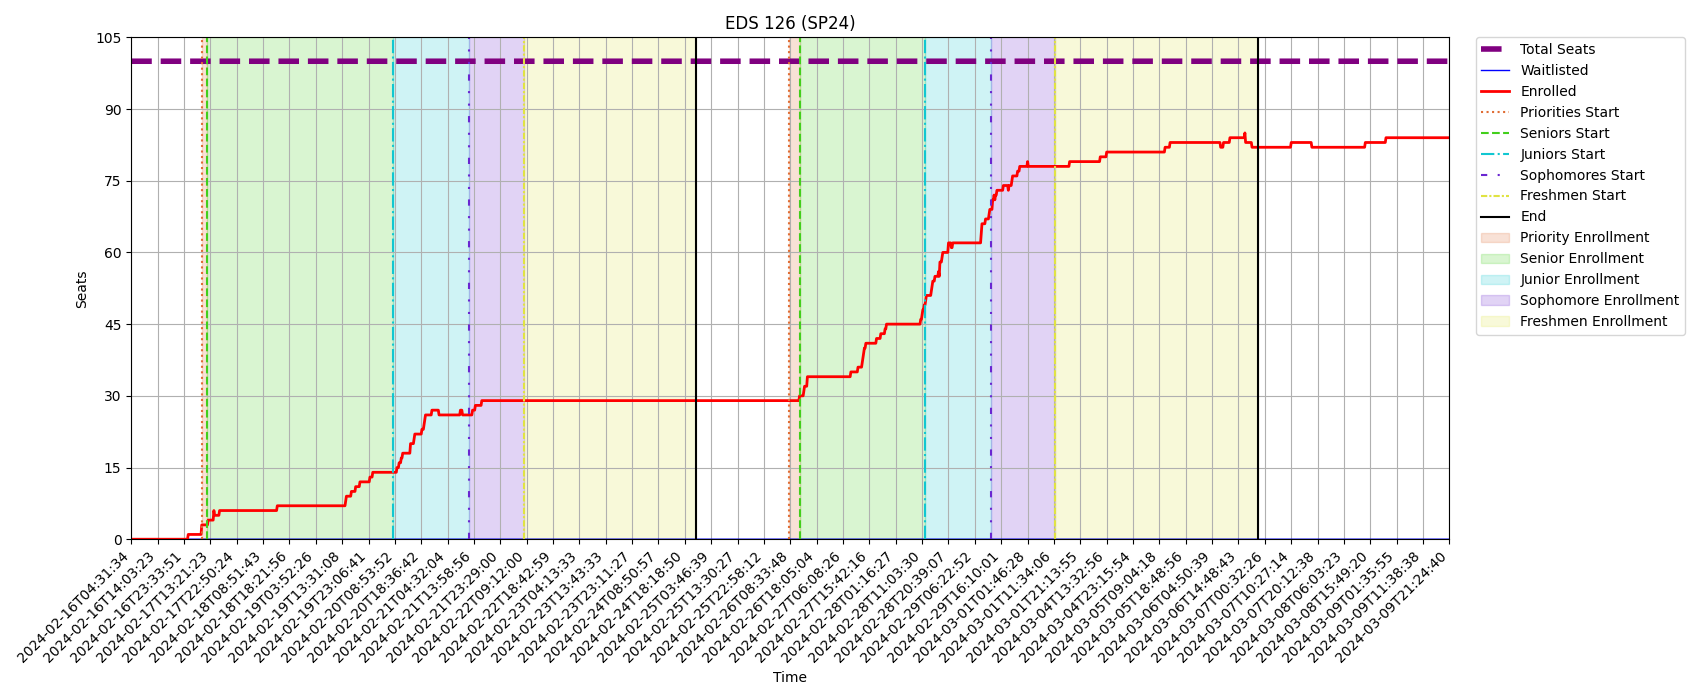 EDS 126 (SP24)
105
90
75
60
45
30
15
0
Seats
2024-02-16T04:31:34
2024-02-16T14:03:23
2024-02-16T23:33:51
2024-02-17T13:21:23
2024-02-17T22:50:24
2024-02-18T08:51:43
2024-02-18T18:21:56
2024-02-19T03:52:26
2024-02-19T13:31:08
2024-02-19T23:06:41
2024-02-20T08:53:52
2024-02-20T18:36:42
2024-02-21T04:32:04
2024-02-21T13:58:56
2024-02-21T23:29:00
2024-02-22T09:12:00
2024-02-22T18:42:59
2024-02-23T04:13:33
2024-02-23T13:43:33
2024-02-23T23:11:27
2024-02-24T08:50:57
2024-02-24T18:18:50
2024-02-25T03:46:39
2024-02-25T13:30:27
2024-02-25T22:58:12
2024-02-26T08:33:48
2024-02-26T18:05:04
2024-02-27T06:08:26
2024-02-27T15:42:16
2024-02-28T01:16:27
2024-02-28T11:03:30
2024-02-28T20:39:07
2024-02-29T06:22:52
2024-02-29T16:10:01
2024-03-01T01:46:28
2024-03-01T11:34:06
2024-03-01T21:13:55
2024-03-04T18:32:56
2024-03-04T23:15:54
2024-03-05T09:04:18
2024-03-05T18:48:56
2024-03-06T04:50:39
2024-03-06T14:48:43
2024-03-07T00:32:26
2024-03-07T10:27:14
2024-03-07T20:12:38
2024-03-08T06:03:23
2024-03-08T15:49:20
2024-03-09T01:35:55
2024-03-09T11:38:38
2024-03-09T21:24:40
Time
Total Seats
Waitlisted
Enrolled
Priorities Start
Seniors Start
Juniors Start
Sophomores Start
Freshmen Start
End
Priority Enrollment
Senior Enrollment
Junior Enrollment
Sophomore Enrollment
Freshmen Enrollment